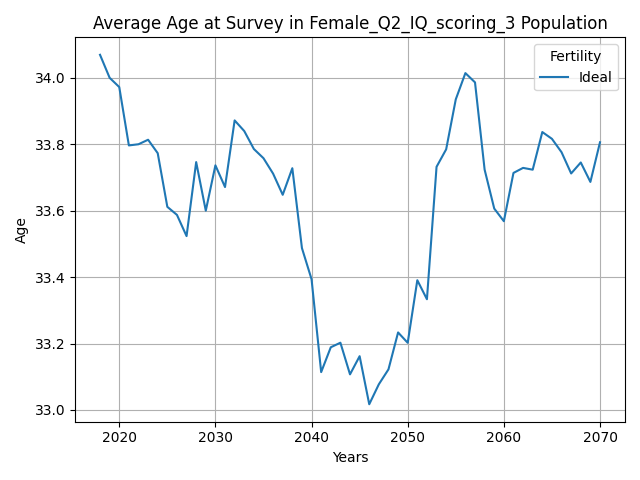 Average Age at Survey in Female_Q2_IQ_scoring_3 Population
Fertility
Ideal
34.0
33.8
33.6
33.4
33.2
33.0
Age
2020 2030 2040 2050 2060 2070
Years